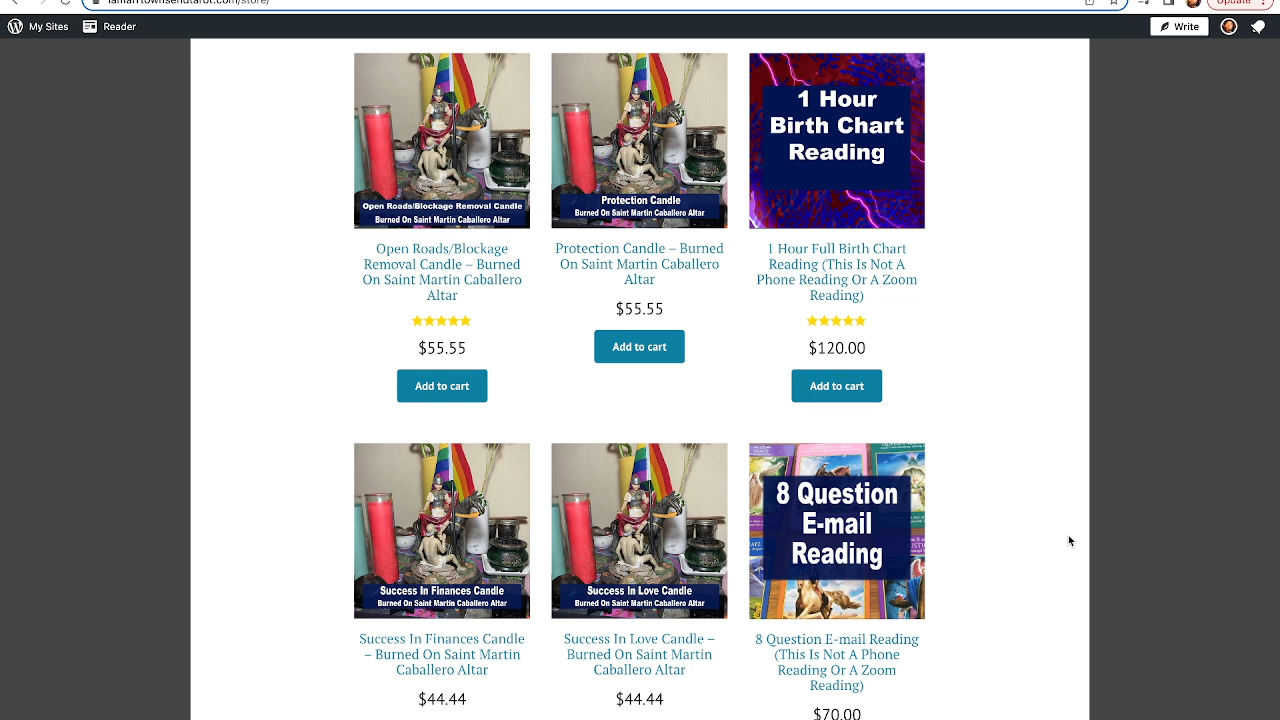 lamarrtownsendtarot.com/store/
Update
My Sites
Reader
Write
Open Roads/Blockage Removal Candle
Burned On Saint Martin Caballero Altar
Protection Candle
Burned On Saint Martin Caballero Altar
1 Hour
Birth Chart
Reading
Open Roads/Blockage
Removal Candle – Burned
On Saint Martin Caballero
Altar
$55.55
Add to cart
Protection Candle – Burned
On Saint Martin Caballero
Altar
$55.55
Add to cart
1 Hour Full Birth Chart
Reading (This Is Not A
Phone Reading Or A Zoom
Reading)
$120.00
Add to cart
Success In Finances Candle
Burned On Saint Martin Caballero Altar
Success In Love Candle
Burned On Saint Martin Caballero Altar
8 Question
E-mail
Reading
Success In Finances Candle
– Burned On Saint Martin
Caballero Altar
$44.44
Success In Love Candle –
Burned On Saint Martin
Caballero Altar
$44.44
8 Question E-mail Reading
(This Is Not A Phone
Reading Or A Zoom
Reading)
$70.00